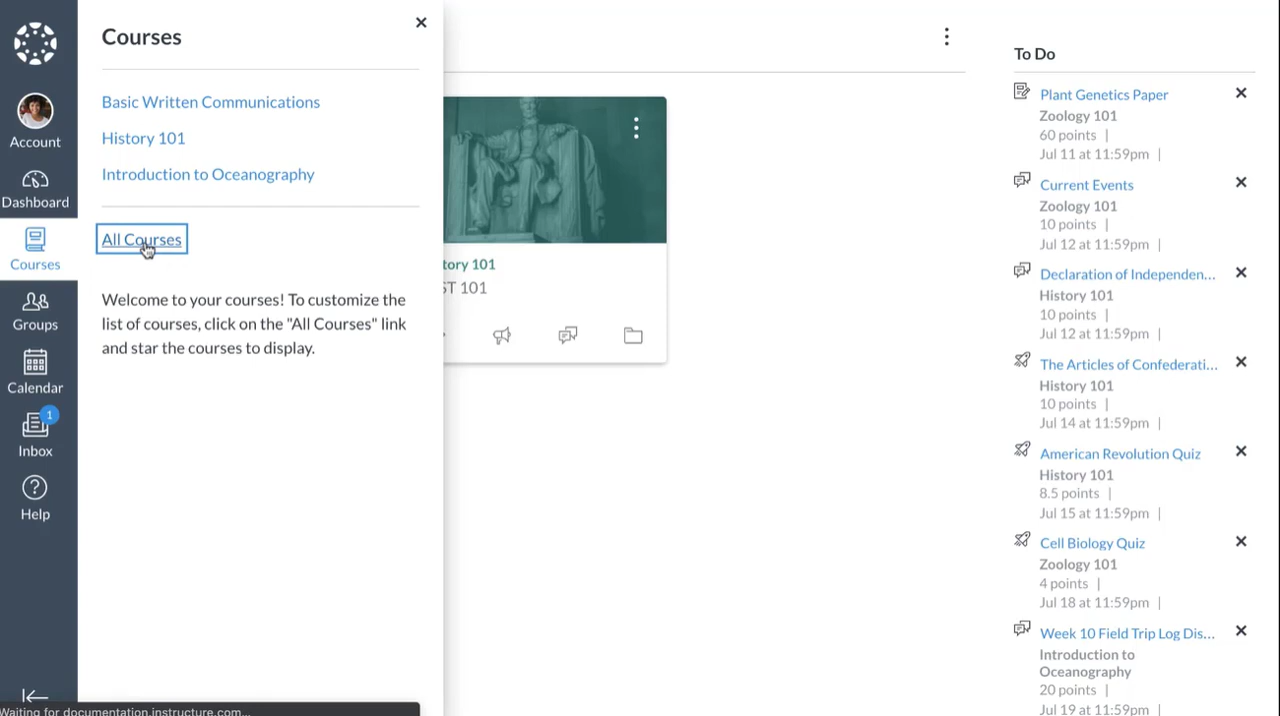 Account
Dashboard
Courses
Groups
Calendar
1
Inbox
Help
Courses
Basic Written Communications
History 101
Introduction to Oceanography
All Courses
Welcome to your courses! To customize the
list of courses, click on the "All Courses" link
and star the courses to display.
tory 101
ST 101
To Do
Plant Genetics Paper
Zoology 101
60 points |
Jul 11 at 11:59pm |
Current Events
Zoology 101
10 points |
Jul 12 at 11:59pm |
Declaration of Independen...
History 101
10 points |
Jul 12 at 11:59pm |
The Articles of Confederati...
History 101
10 points |
Jul 14 at 11:59pm |
American Revolution Quiz
History 101
8.5 points |
Jul 15 at 11:59pm |
Cell Biology Quiz
Zoology 101
4 points |
Jul 18 at 11:59pm |
Week 10 Field Trip Log Dis...
Introduction to
Oceanography
20 points |
Jul 19 at 11:59pm |
Waiting for documentation.instructure.com...